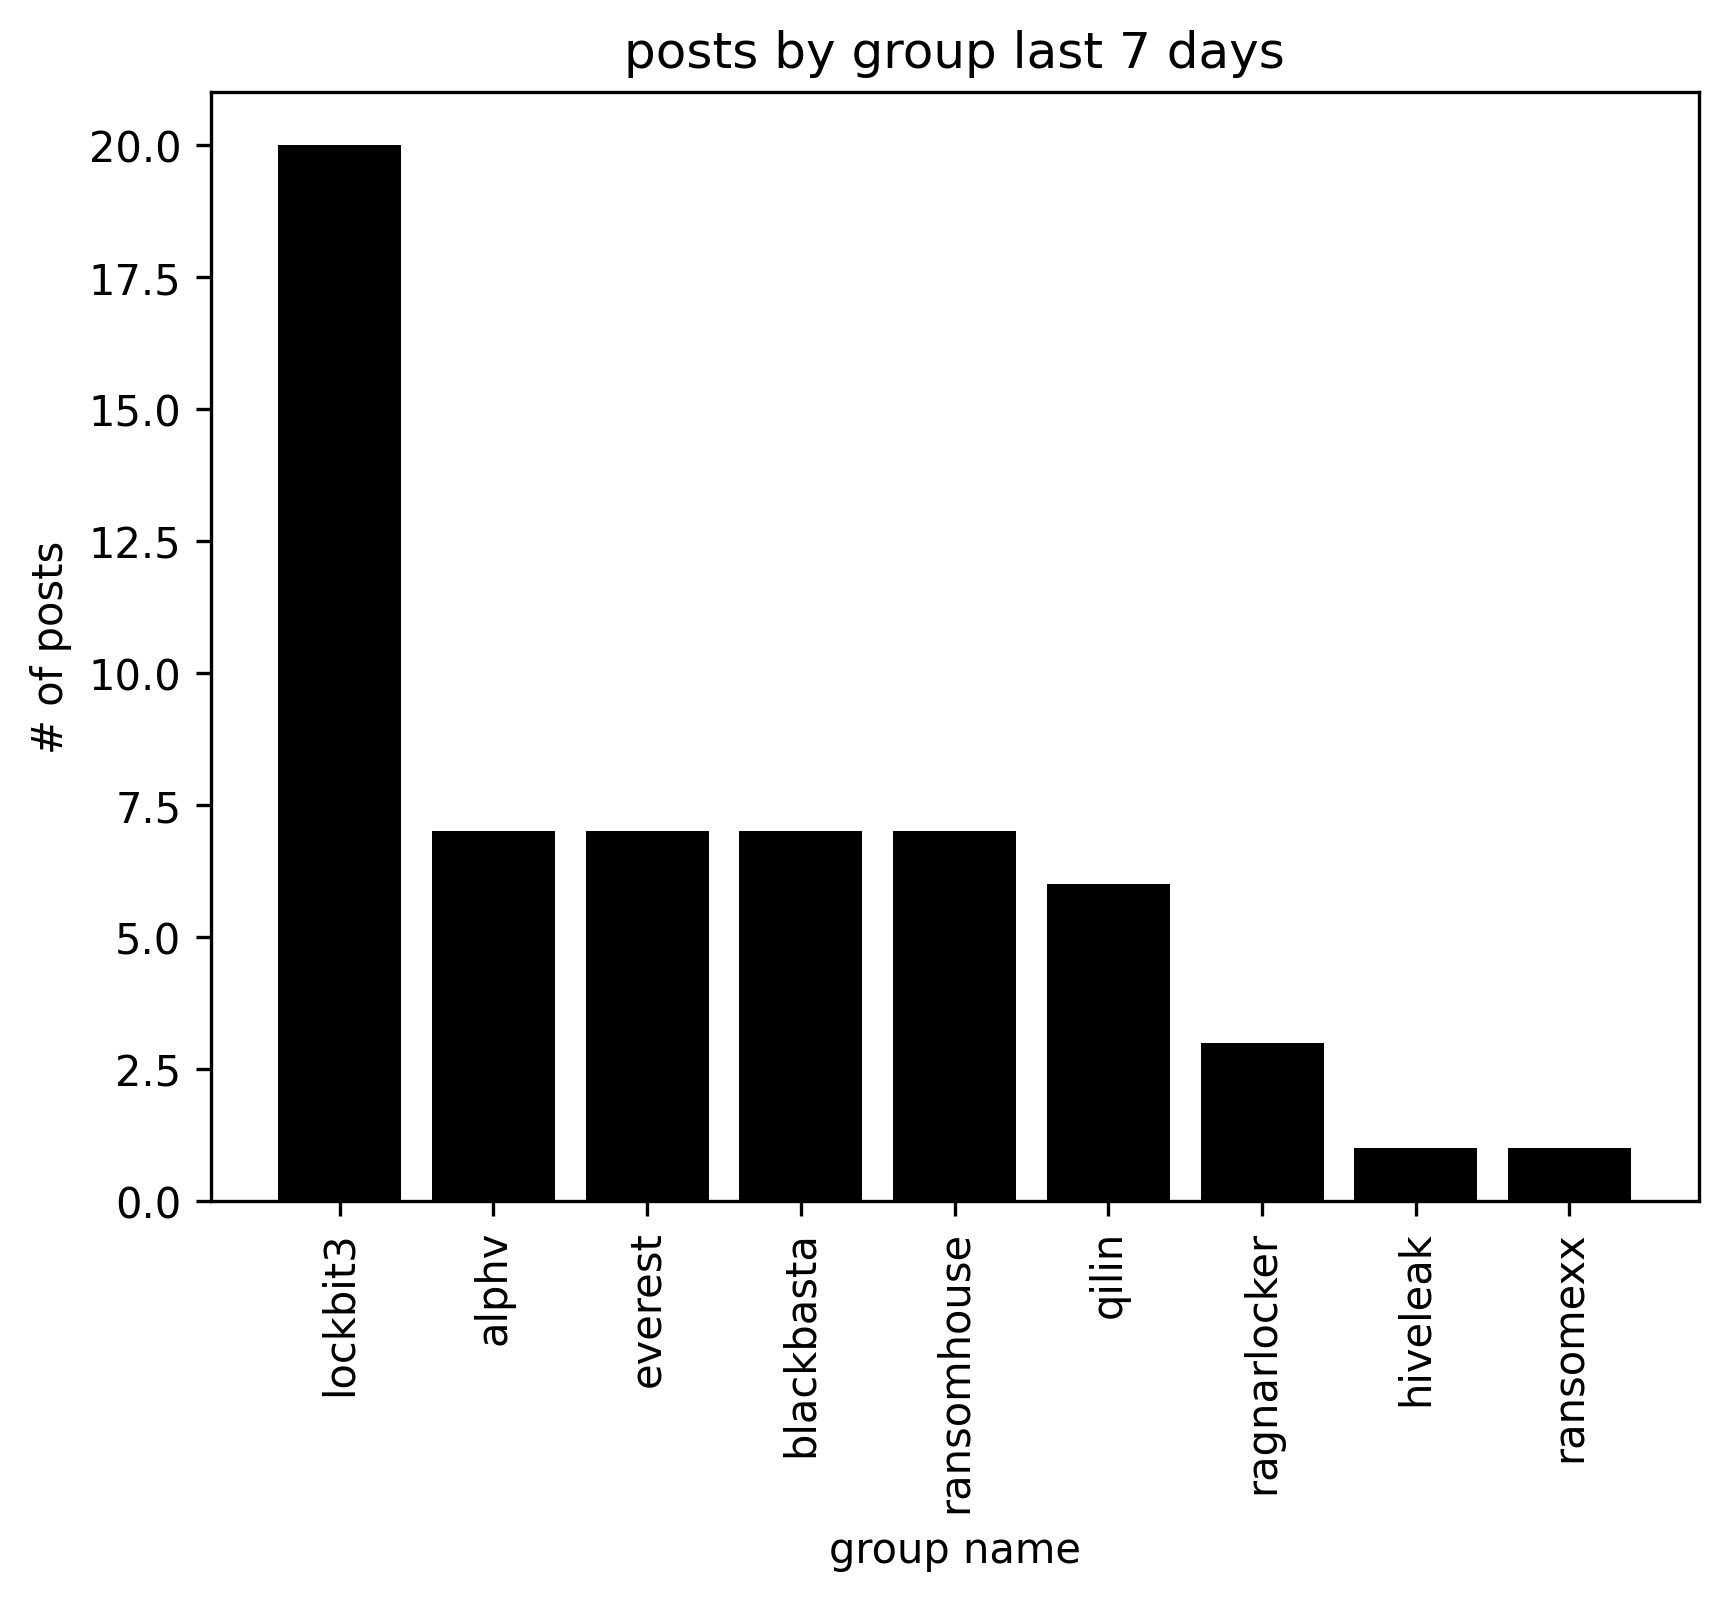 posts by group last 7 days
20.0
17.5
15.0
12.5
10.0
7.5
5.0
2.5
0.0
# of posts
lockbit3
alphv
everest
blackbasta
ransomhouse
qilin
ragnarlocker
hiveleak
ransomexx
group name